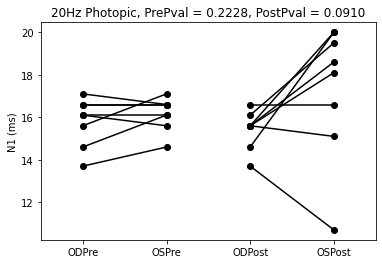 20Hz Photopic, PrePval = 0.2228, PostPval = 0.0910
20
18
16
14
12
N1 (ms)
ODPre OSPre ODPost OSPost